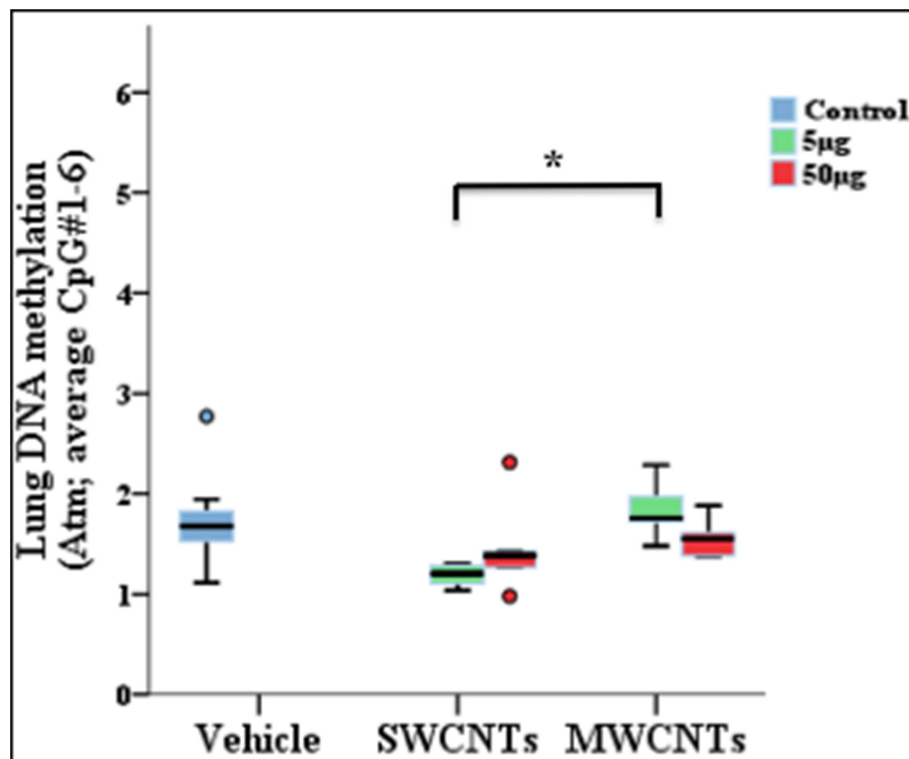 Lung DNA methylation
(Atm; average CpG#1-6)
6
5
4
3
2
1
0
*
Control
5µg
50µg
Vehicle
SWCNTs
MWCNTs